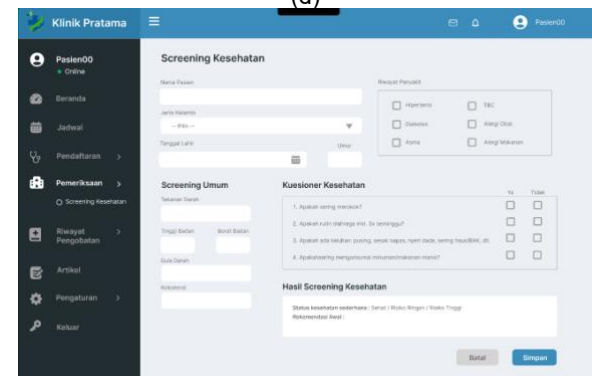 (d)
Klinik Pratama
Pasien00
Pasien00
Online
Beranda
Jadwal
Pendaftaran >
Pemeriksaan >
Screening Kesehatan
Riwayat Pengobatan >
Artikel
Pengaturan >
Keluar
Screening Kesehatan
Nama Pasien
Jenis Kelamin
-- Pilih --
Tanggal Lahir
Umur
Riwayat Penyakit
Hipertensi
TBC
Diabetes
Alergi Obat
Asma
Alergi Makanan
Screening Umum
Tekanan Darah
Tinggi Badan Berat Badan
Gula Darah
Kolesterol
Kuesioner Kesehatan
Ya Tidak
1. Apakah sering merokok?
2. Apakah rutin olahraga min. 3x seminggu?
3. Apakah ada keluhan: pusing, sesak napas, nyeri dada, sering haus/BAK, dll.
4. Apakahsering mengonsumsi minuman/makanan manis?
Hasil Screening Kesehatan
Status kesehatan sederhana : Sehat / Risiko Ringan / Risiko Tinggi
Rekomendasi Awal :
Batal
Simpan